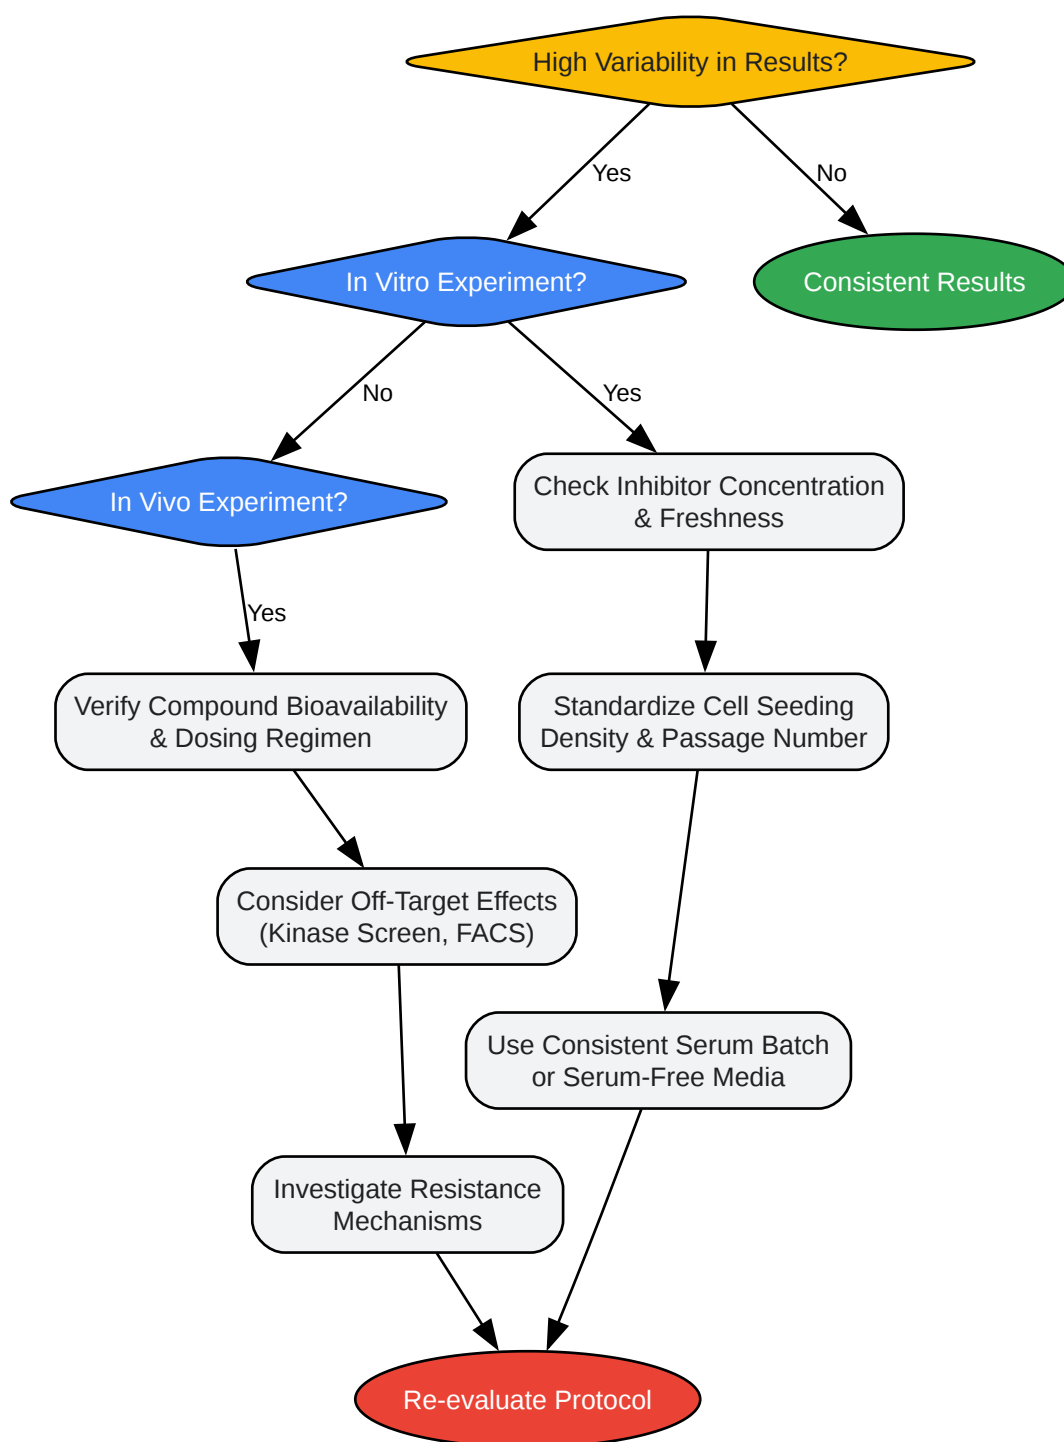 High Variability in Results?
Yes
No
In Vitro Experiment?
Consistent Results
No
Yes
In Vivo Experiment?
Check Inhibitor Concentration
& Freshness
Yes
Verify Compound Bioavailability
& Dosing Regimen
Standardize Cell Seeding
Density & Passage Number
Consider Off-Target Effects
(Kinase Screen, FACS)
Use Consistent Serum Batch
or Serum-Free Media
Investigate Resistance
Mechanisms
Re-evaluate Protocol